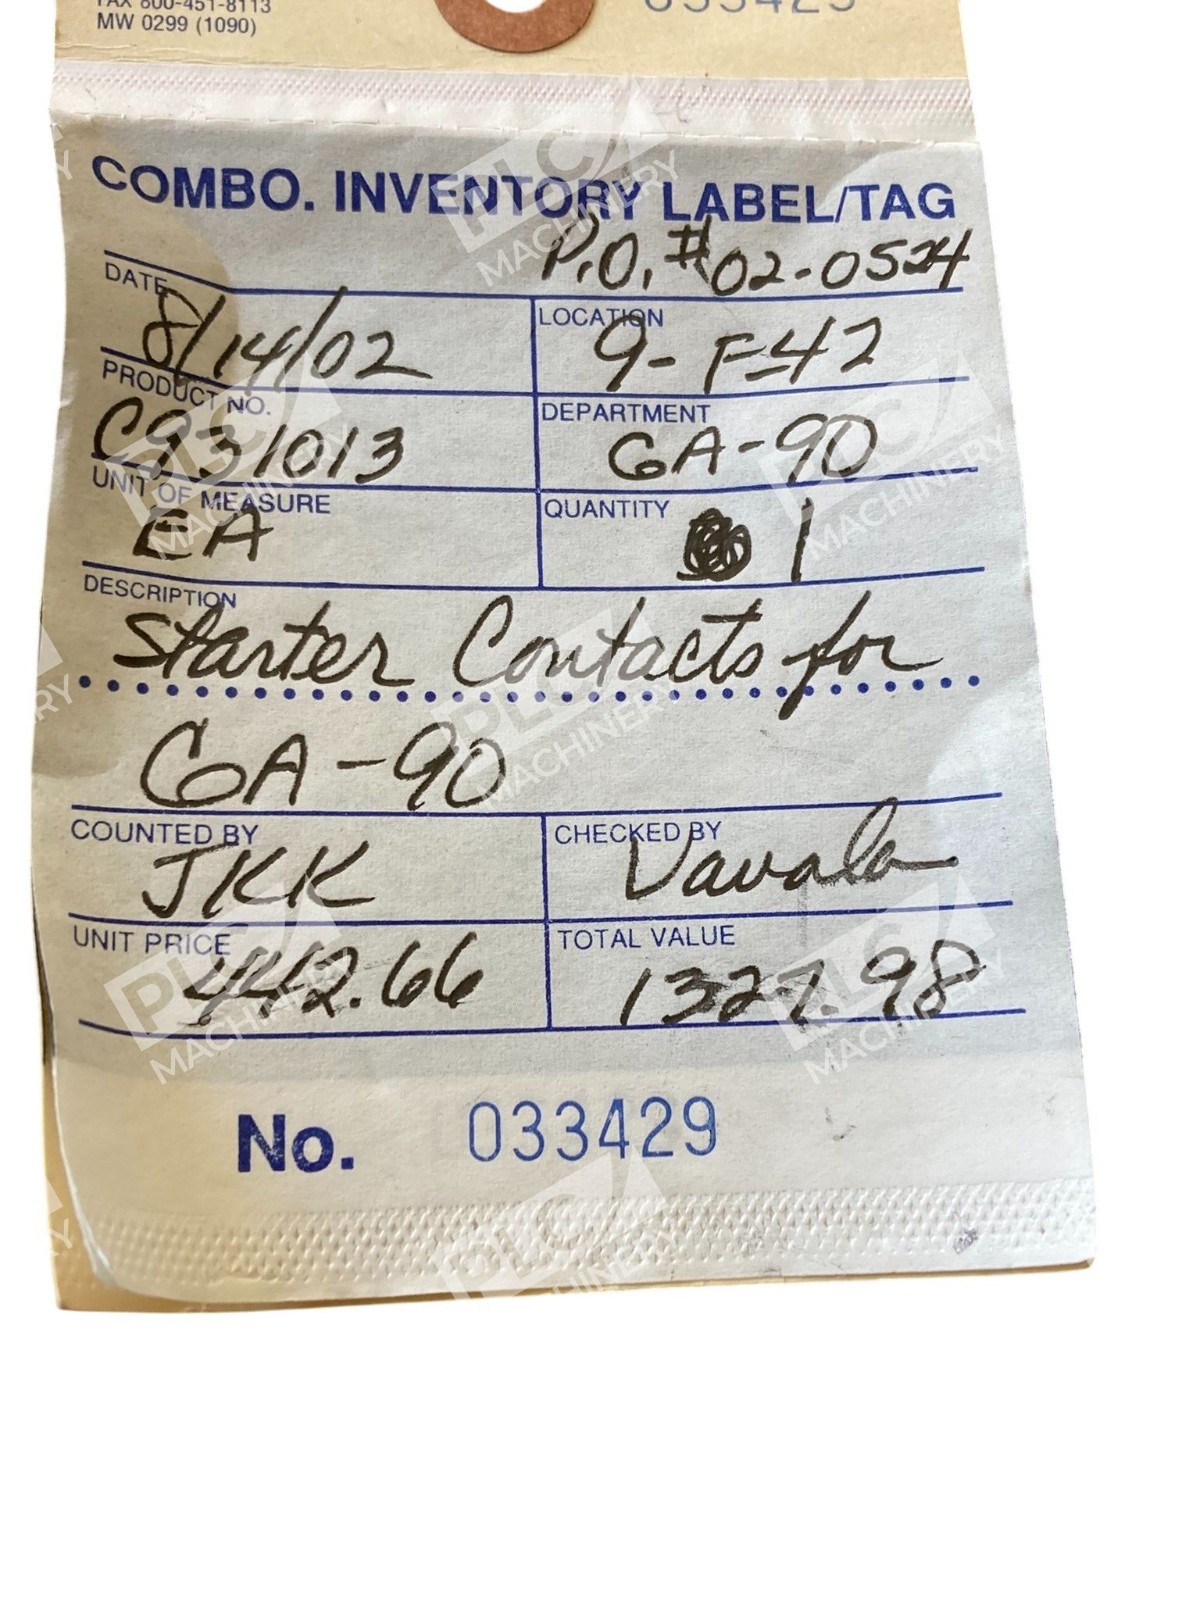 FAX 800-451-8113
MW 0299 (1090)
COMBO. INVENTORY LABEL/TAG
P.O. #02-0524
DATE
8/14/02
LOCATION
9-F-42
PRODUCT NO.
C931013
DEPARTMENT
GA-90
UNIT OF MEASURE
EA
QUANTITY
1
DESCRIPTION
Starter Contacts for
GA-90
COUNTED BY
JKK
CHECKED BY
Vavala
UNIT PRICE
442.66
TOTAL VALUE
1327.98
No. 033429
PLC
MACHINERY